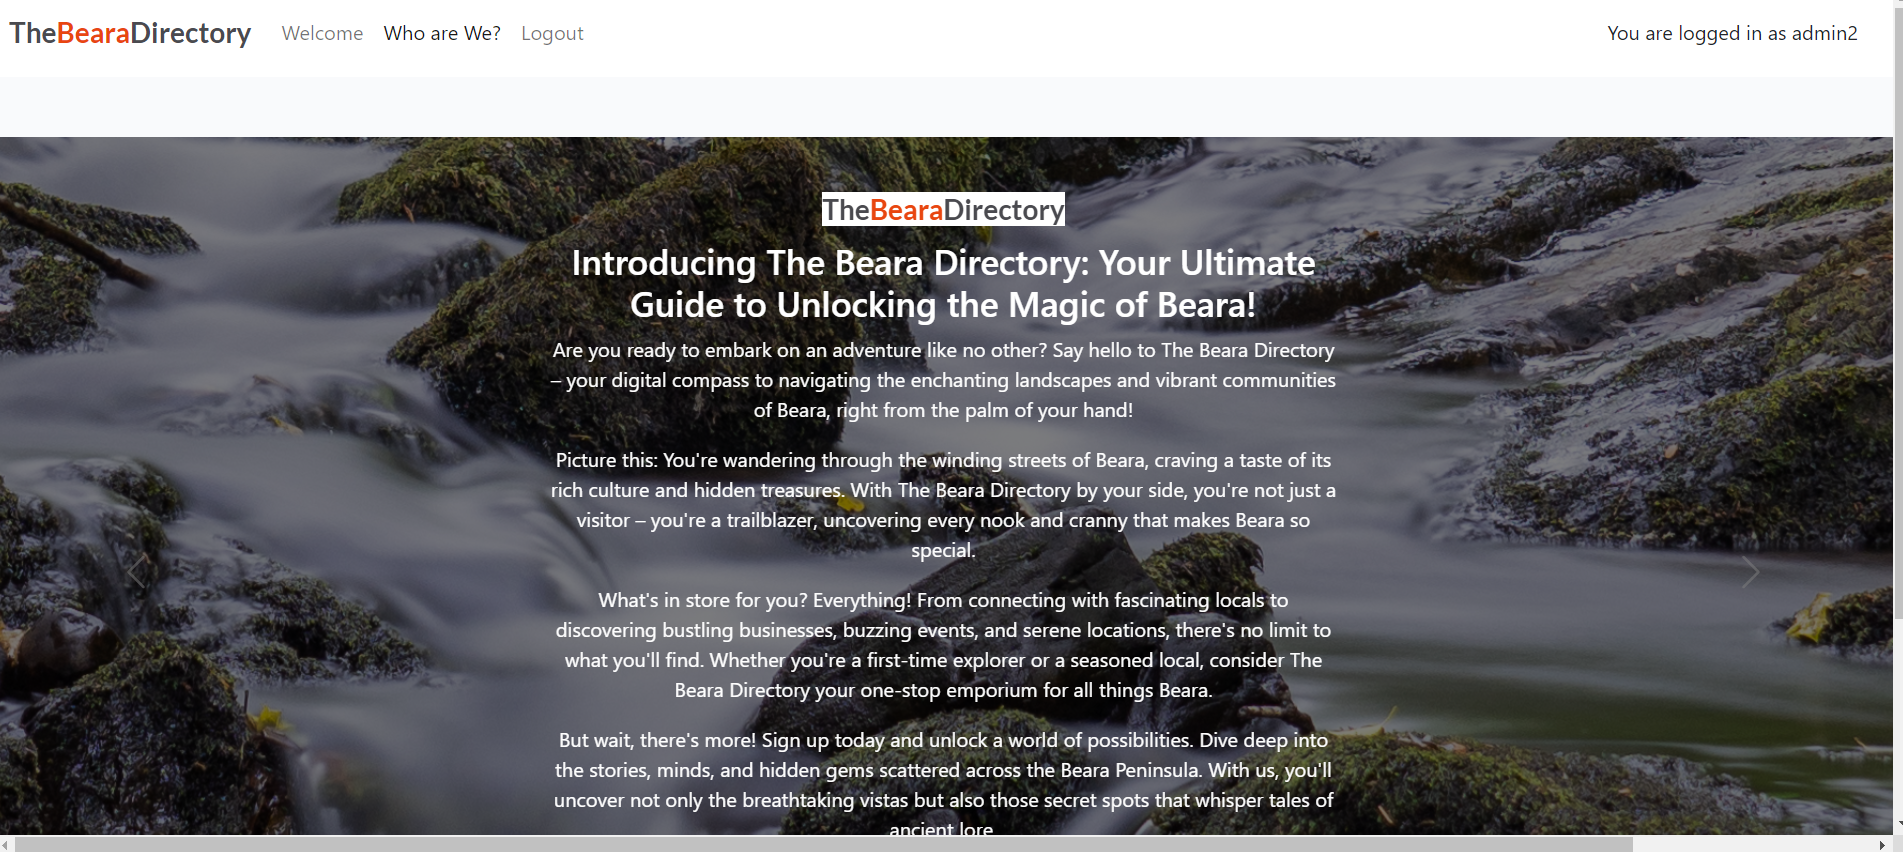 TheBearaDirectory Welcome Who are We? Logout You are logged in as admin2
TheBearaDirectory
Introducing The Beara Directory: Your Ultimate
Guide to Unlocking the Magic of Beara!
Are you ready to embark on an adventure like no other? Say hello to The Beara Directory
– your digital compass to navigating the enchanting landscapes and vibrant communities
of Beara, right from the palm of your hand!
Picture this: You're wandering through the winding streets of Beara, craving a taste of its
rich culture and hidden treasures. With The Beara Directory by your side, you're not just a
visitor – you're a trailblazer, uncovering every nook and cranny that makes Beara so
special.
What's in store for you? Everything! From connecting with fascinating locals to
discovering bustling businesses, buzzing events, and serene locations, there's no limit to
what you'll find. Whether you're a first-time explorer or a seasoned local, consider The
Beara Directory your one-stop emporium for all things Beara.
But wait, there's more! Sign up today and unlock a world of possibilities. Dive deep into
the stories, minds, and hidden gems scattered across the Beara Peninsula. With us, you'll
uncover not only the breathtaking vistas but also those secret spots that whisper tales of
ancient lore.